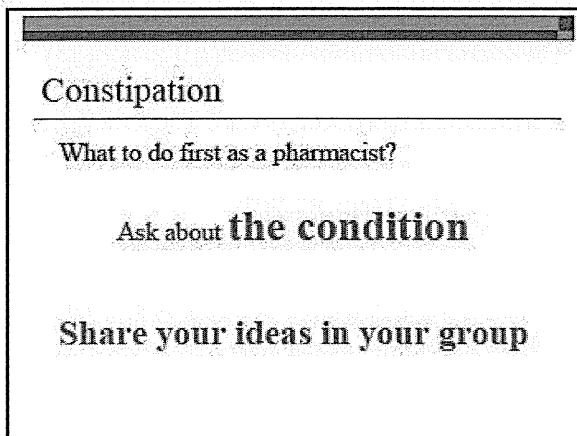 Constipation
What to do first as a pharmacist?
Ask about the condition
Share your ideas in your group